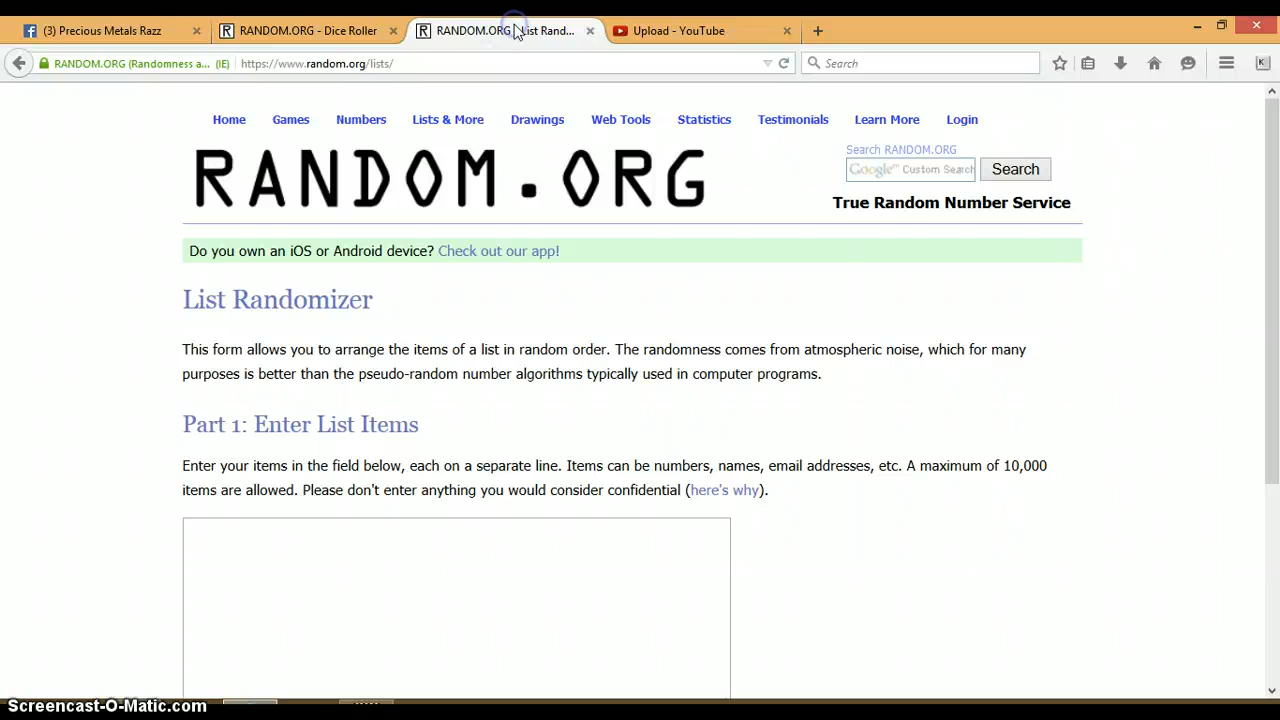 (3) Precious Metals Razz
RANDOM.ORG - Dice Roller
RANDOM.ORG - List Rand...
Upload - YouTube
RANDOM.ORG (Randomness a... (IE)
https://www.random.org/lists/
Search
Home Games Numbers Lists & More Drawings Web Tools Statistics Testimonials Learn More Login
RANDOM.ORG
Search RANDOM.ORG
Google™ Custom Search
Search
True Random Number Service
Do you own an iOS or Android device? Check out our app!
List Randomizer
This form allows you to arrange the items of a list in random order. The randomness comes from atmospheric noise, which for many
purposes is better than the pseudo-random number algorithms typically used in computer programs.
Part 1: Enter List Items
Enter your items in the field below, each on a separate line. Items can be numbers, names, email addresses, etc. A maximum of 10,000
items are allowed. Please don't enter anything you would consider confidential (here's why).
Screencast-O-Matic.com